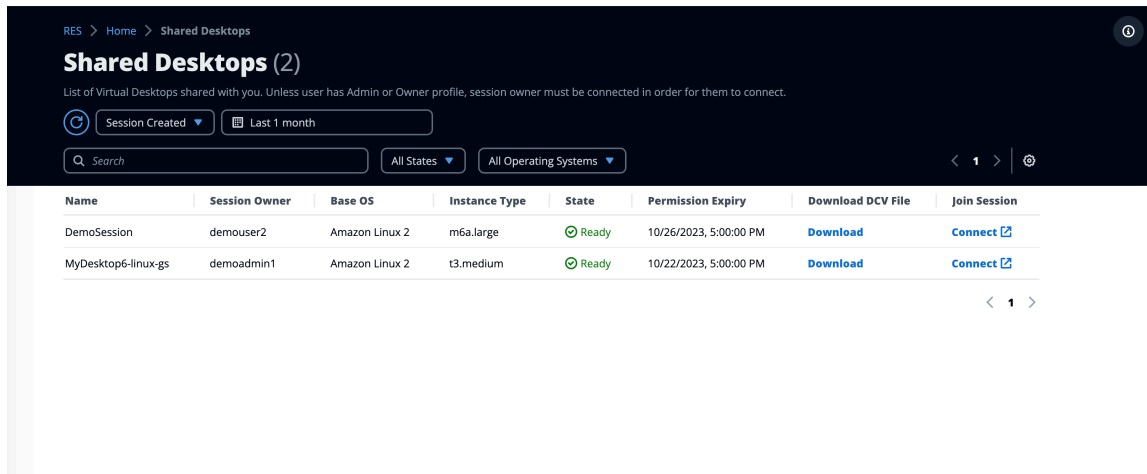 RES > Home > Shared Desktops
Shared Desktops (2)
List of Virtual Desktops shared with you. Unless user has Admin or Owner profile, session owner must be connected in order for them to connect.
Session Created Last 1 month
Search All States All Operating Systems < 1 >
Name Session Owner Base OS Instance Type State Permission Expiry Download DCV File Join Session
DemoSession demouser2 Amazon Linux 2 m6a.large Ready 10/26/2023, 5:00:00 PM Download Connect
MyDesktop6-linux-gs demoadmin1 Amazon Linux 2 t3.medium Ready 10/22/2023, 5:00:00 PM Download Connect
< 1 >